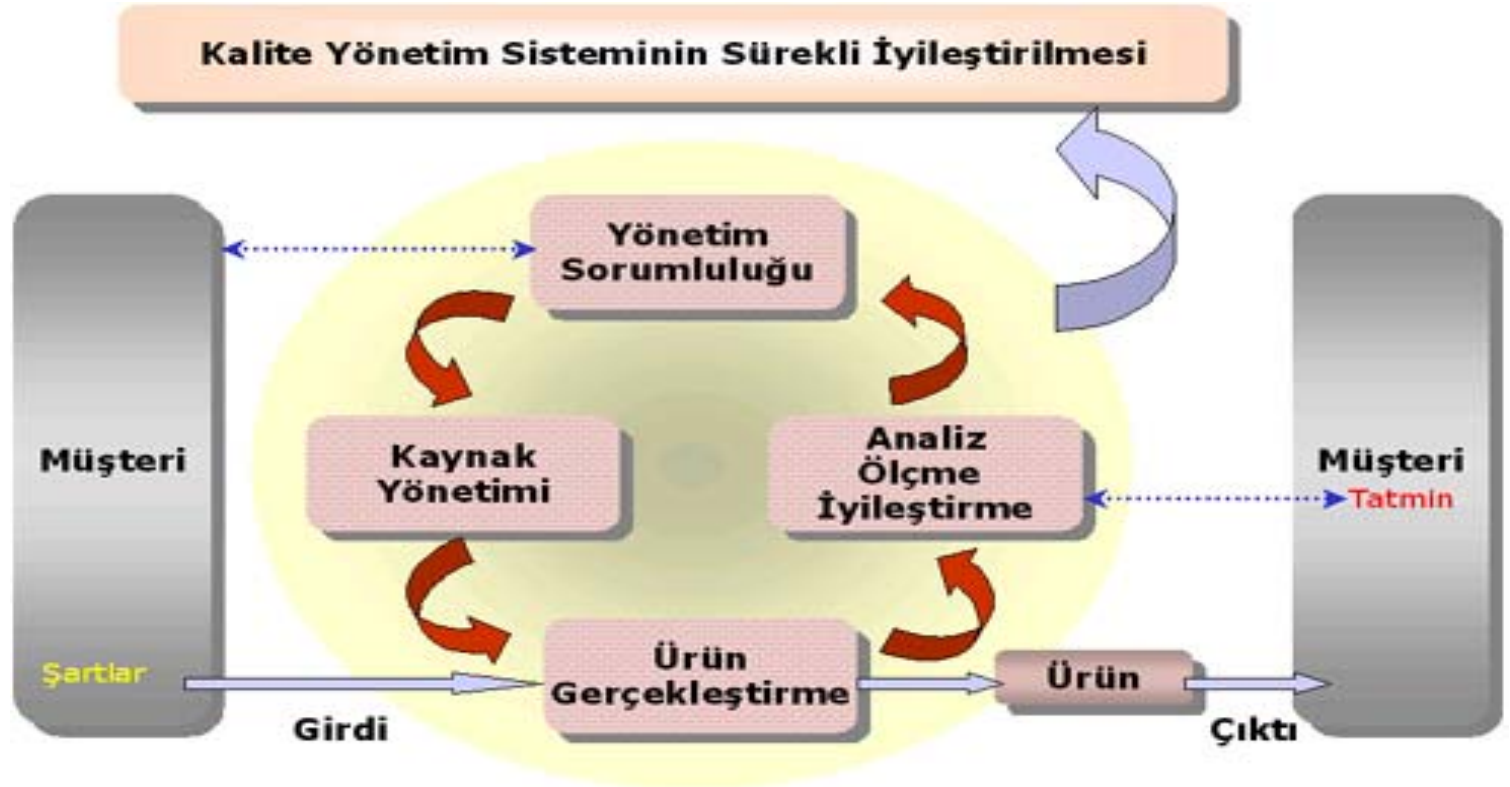 Kalite Yönetim Sisteminin Sürekli İyileştirilmesi
Yönetim
Sorumluluğu
Müşteri
Kaynak
Yönetimi
Analiz
Ölçme
İyileştirme
Müşteri
Tatmin
Şartlar
Girdi
Ürün
Gerçekleştirme
Ürün
Çıktı